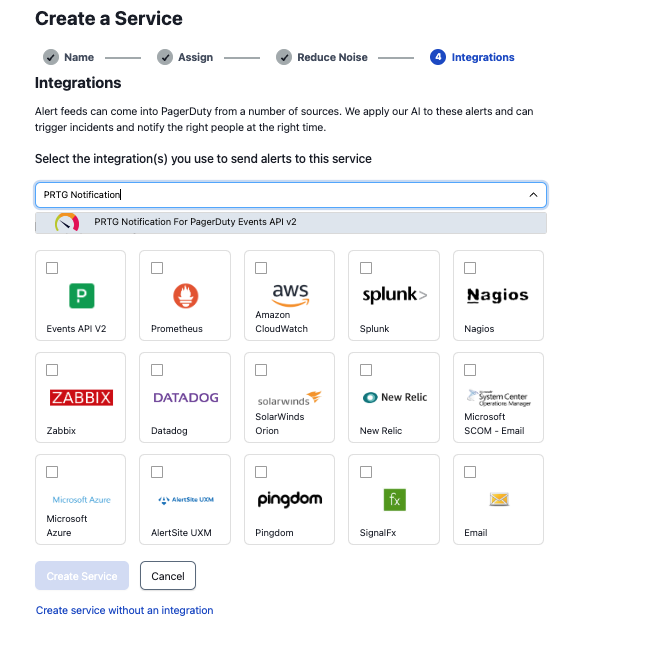 Create a Service
Name
Assign
Reduce Noise
4 Integrations
Integrations
Alert feeds can come into PagerDuty from a number of sources. We apply our AI to these alerts and can
trigger incidents and notify the right people at the right time.
Select the integration(s) you use to send alerts to this service
PRTG Notification
PRTG Notification For PagerDuty Events API v2
P
Events API V2
Prometheus
aws
Amazon
CloudWatch
splunk>
Splunk
Nagios
Nagios
ZABBIX
Zabbix
DATADOG
Datadog
solarwinds
SolarWinds
Orion
New Relic
New Relic
Microsoft
System Center
Operations Manager
Microsoft
SCOM - Email
Microsoft Azure
Microsoft
Azure
AlertSite UXM
AlertSite UXM
pingdom
Pingdom
fx
SignalFx
Email
Create Service
Cancel
Create service without an integration